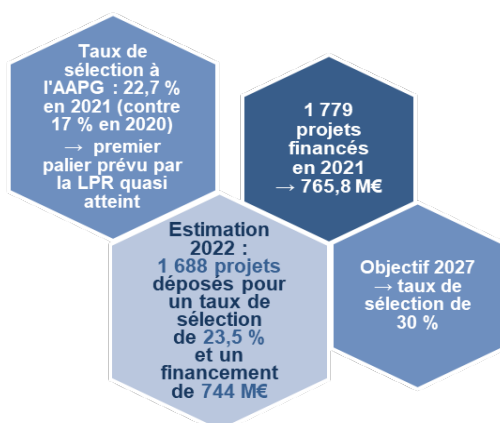 Taux de
sélection à
l'AAPG : 22,7 %
en 2021 (contre
17 % en 2020)
→ premier
palier prévu par
la LPR quasi
atteint
1 779
projets
financés
en 2021
→ 765,8 M€
Estimation
2022 :
1 688 projets
déposés pour
un taux de
sélection
de 23,5 %
et un
financement
de 744 M€
Objectif 2027
→ taux de
sélection de
30 %